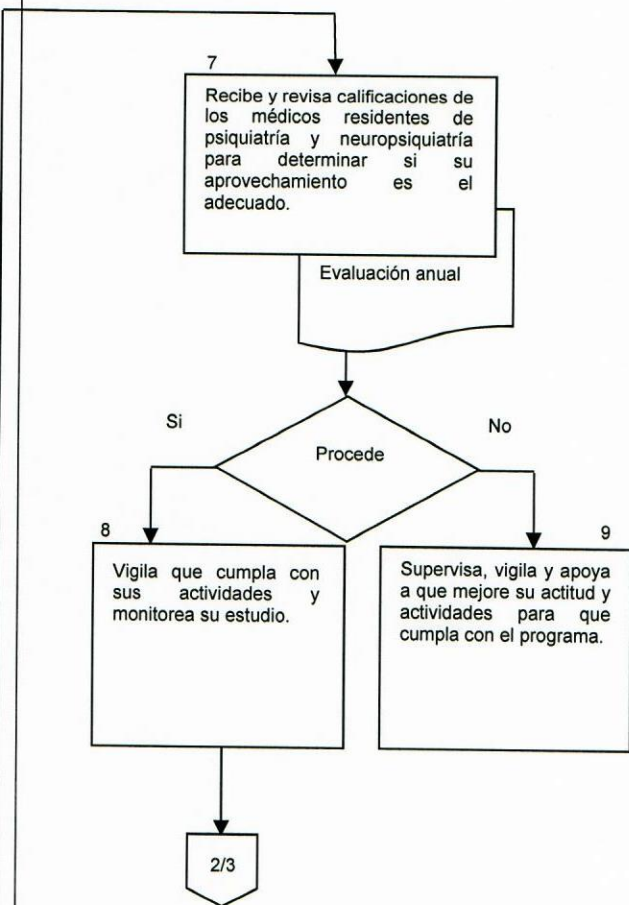 7
Recibe y revisa calificaciones de
los médicos residentes de
psiquiatría y neuropsiquiatría
para determinar si su
aprovechamiento es el
adecuado.
Evaluación anual
Procede
Si
No
8
Vigila que cumpla con
sus actividades y
monitorea su estudio.
9
Supervisa, vigila y apoya
a que mejore su actitud y
actividades para que
cumpla con el programa.
2/3